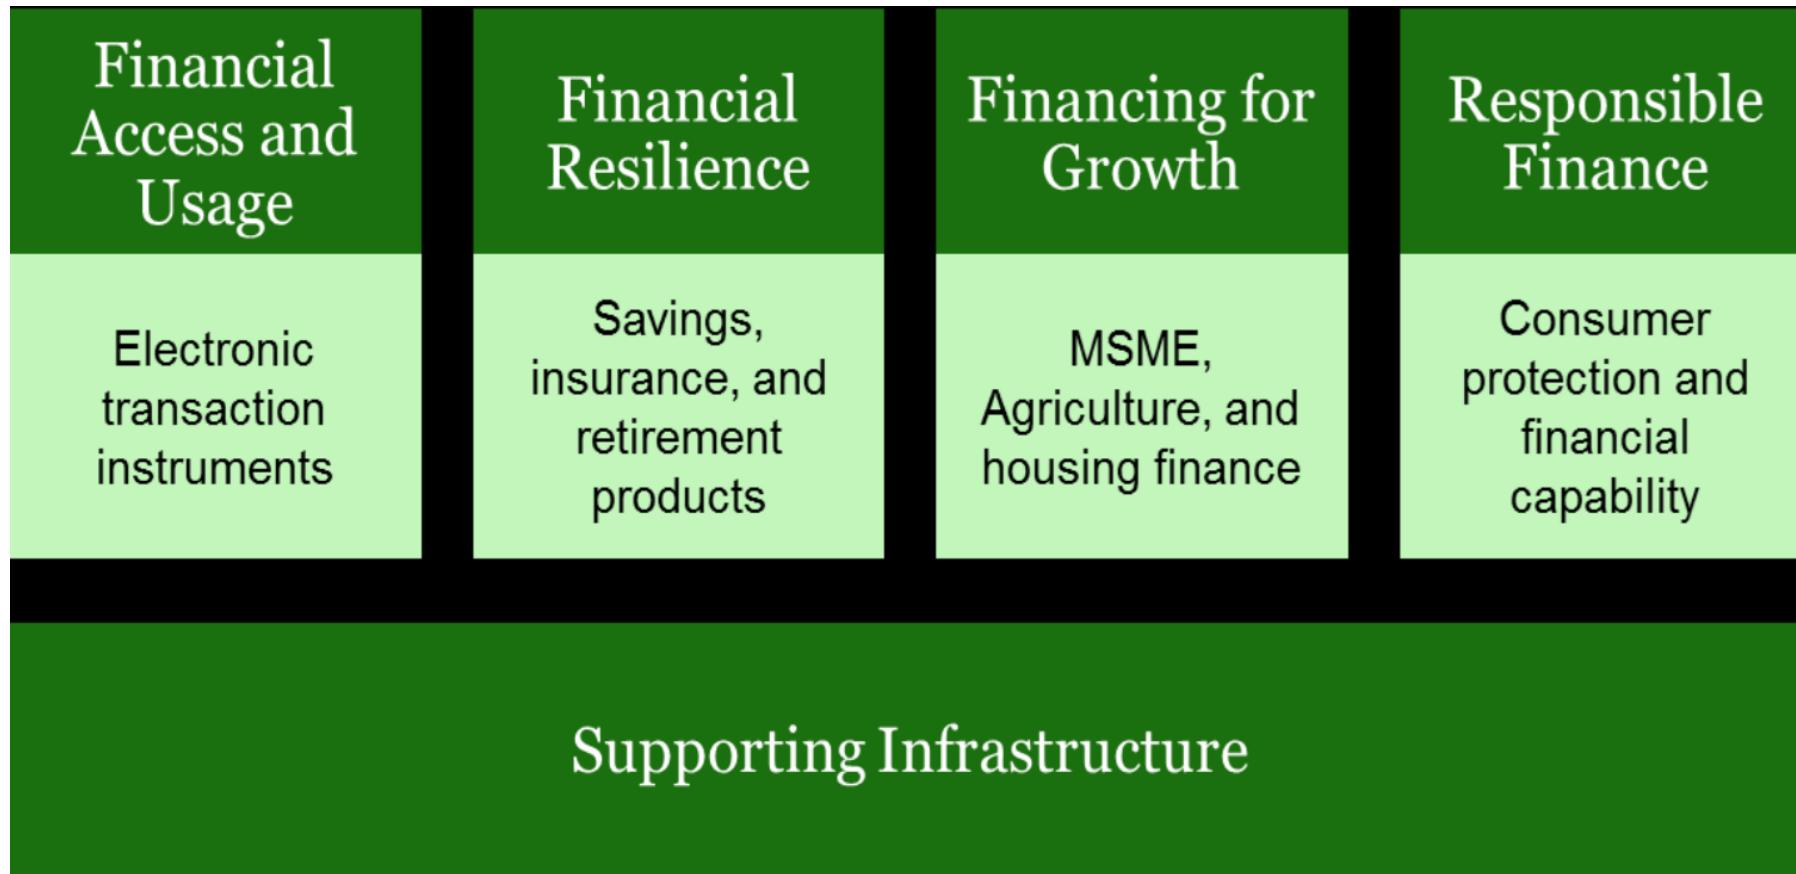 Financial
Access and
Usage
Electronic
transaction
instruments
Financial
Resilience
Savings,
insurance, and
retirement
products
Financing for
Growth
MSME,
Agriculture, and
housing finance
Responsible
Finance
Consumer
protection and
financial
capability
Supporting Infrastructure